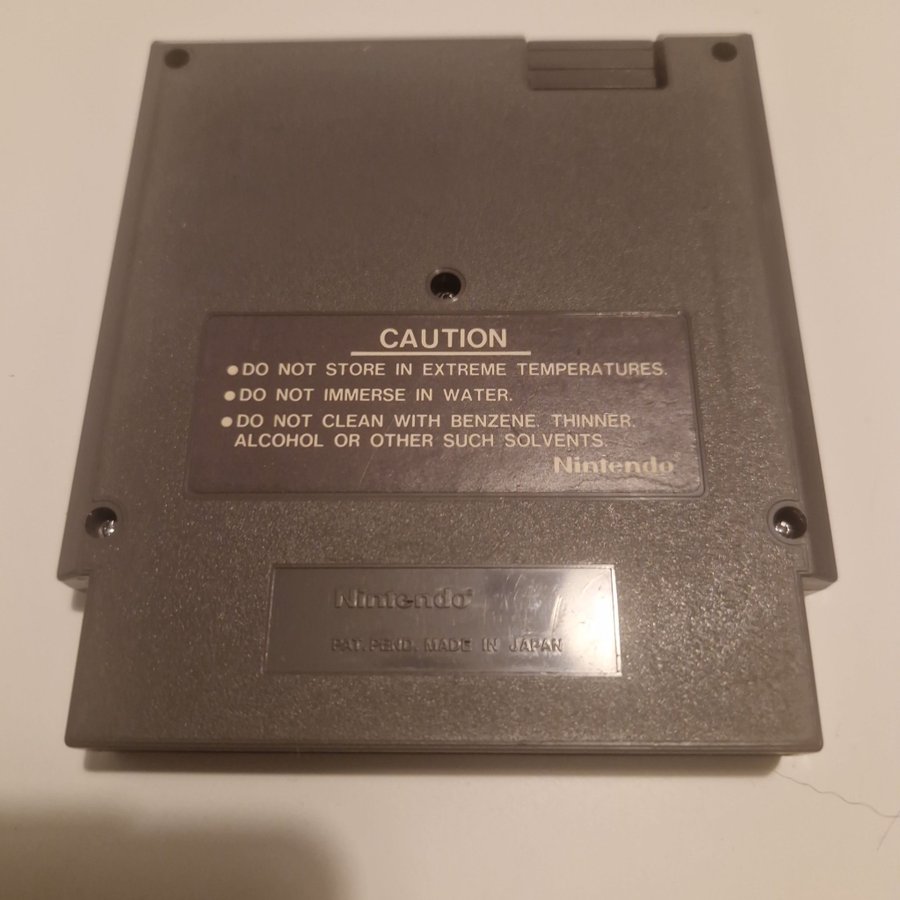 CAUTION
●DO NOT STORE IN EXTREME TEMPERATURES.
●DO NOT IMMERSE IN WATER.
●DO NOT CLEAN WITH BENZENE, THINNER,
ALCOHOL OR OTHER SUCH SOLVENTS.
Nintendo®
Nintendo®
PAT. PEND. MADE IN JAPAN